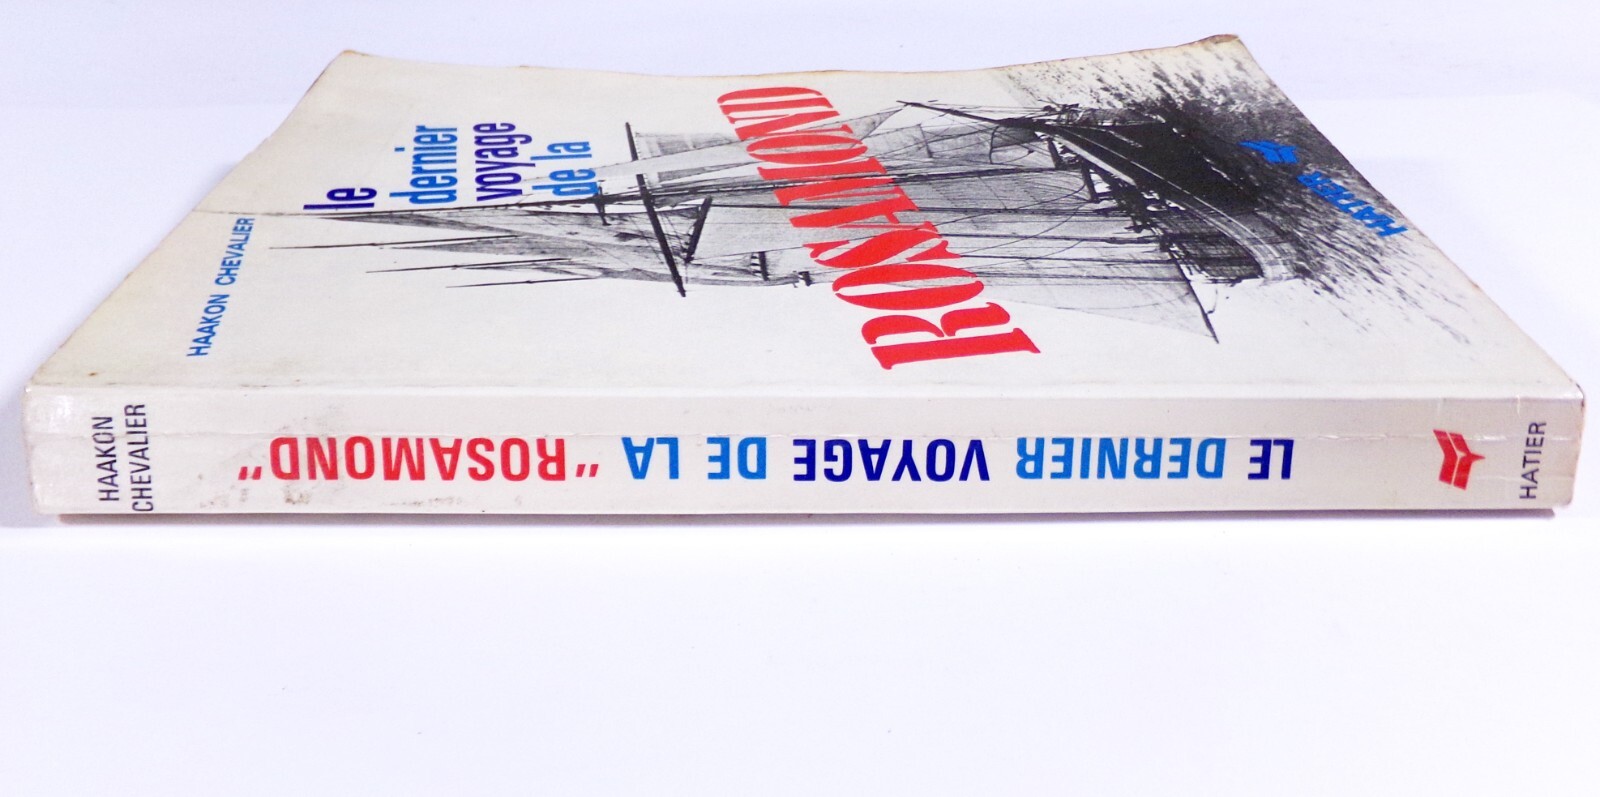 HAAKON CHEVALIER
le
dernier
voyage
de la
ROSAMOND
HATIER
HAAKON
CHEVALIER
LE DERNIER VOYAGE DE LA "ROSAMOND"
HATIER